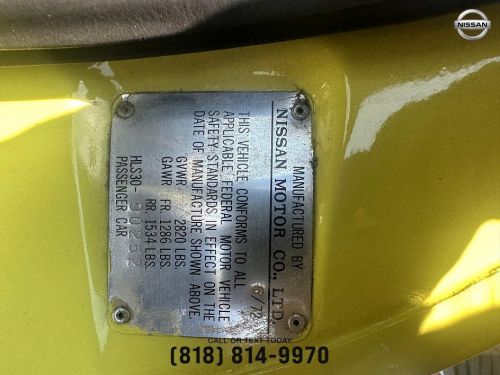 NISSAN
MANUFACTURED BY
NISSAN MOTOR CO., LTD.
6/72
THIS VEHICLE CONFORMS TO ALL
APPLICABLE FEDERAL MOTOR VEHICLE
SAFETY STANDARDS IN EFFECT ON THE
DATE OF MANUFACTURE SHOWN ABOVE.
GVWR 2820 LBS.
GAWR FR. 1286 LBS.
RR. 1534 LBS.
HLS30-90252
PASSENGER CAR
CALL OR TEXT TODAY
(818) 814-9970